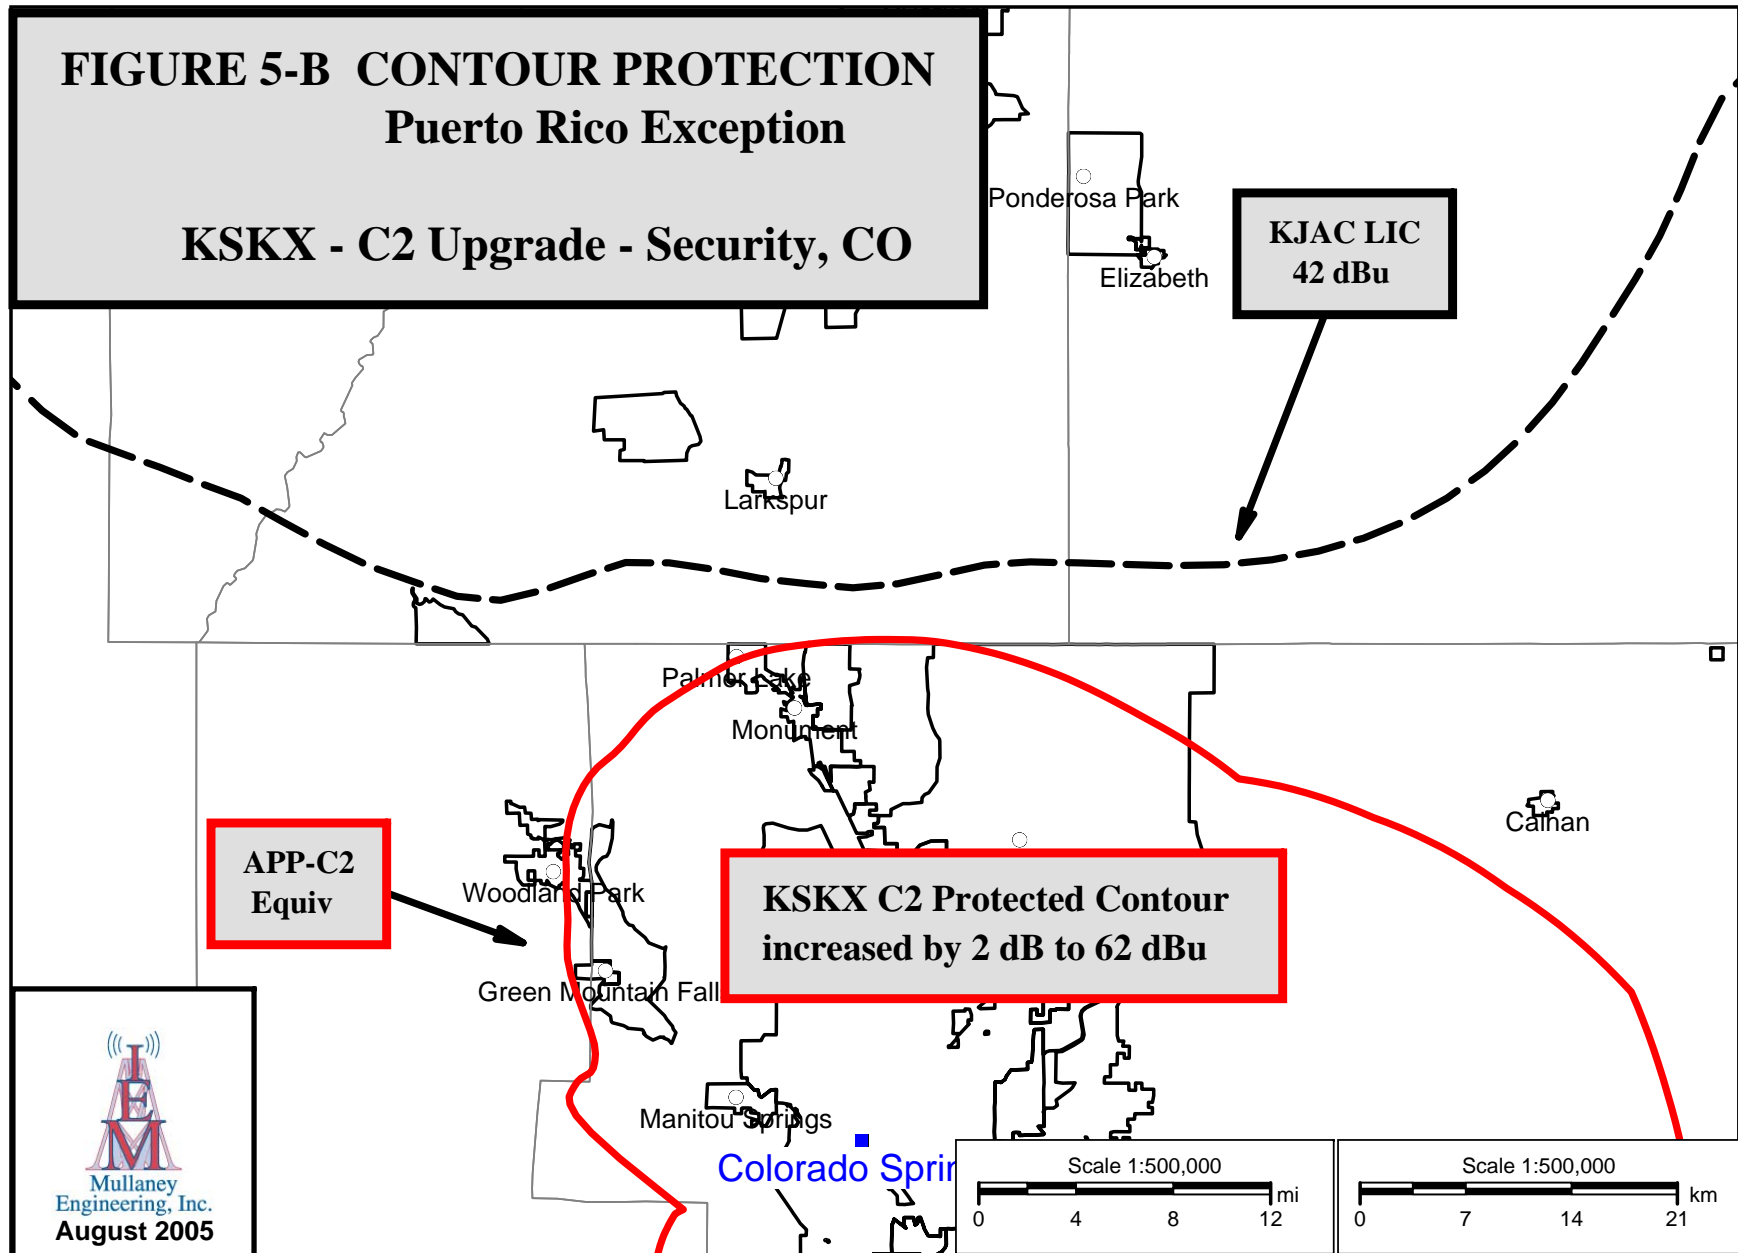 FIGURE 5-B CONTOUR PROTECTION
Puerto Rico Exception
KSKX - C2 Upgrade - Security, CO
Ponderosa Park
Elizabeth
KJAC LIC
42 dBu
Larkspur
Palmer Lake
Monument
Calhan
APP-C2
Equiv
Woodland Park
KSKX C2 Protected Contour
increased by 2 dB to 62 dBu
Green Mountain Fall
Manitou Springs
Colorado Sprin
IEM
Mullaney
Engineering, Inc.
August 2005
Scale 1:500,000
mi
0 4 8 12
Scale 1:500,000
km
0 7 14 21